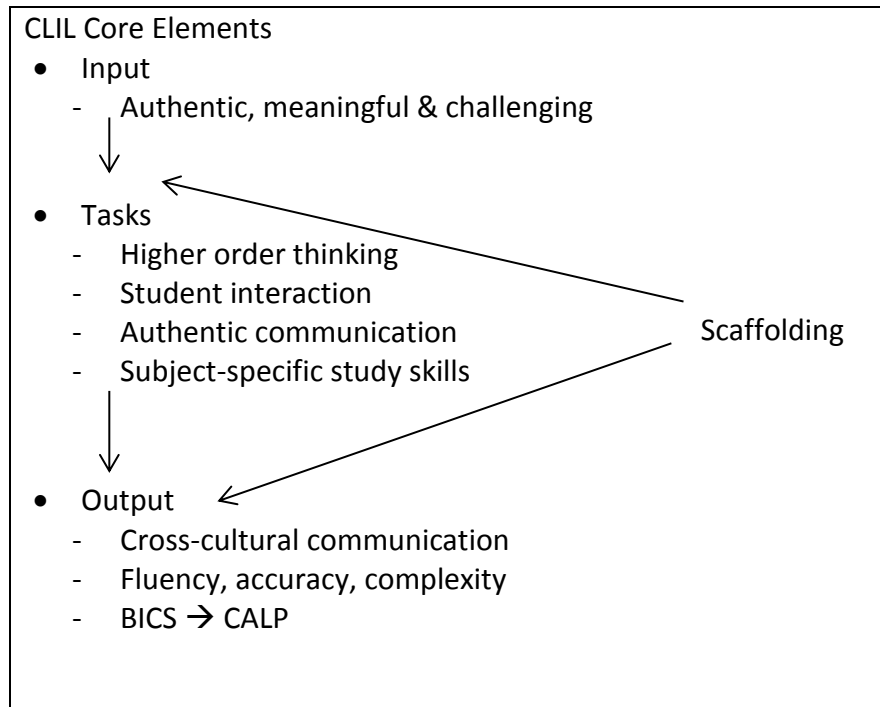 CLIL Core Elements
• Input
- Authentic, meaningful & challenging
• Tasks
- Higher order thinking
- Student interaction
- Authentic communication
Scaffolding
- Subject-specific study skills
• Output
- Cross-cultural communication
- Fluency, accuracy, complexity
- BICS → CALP